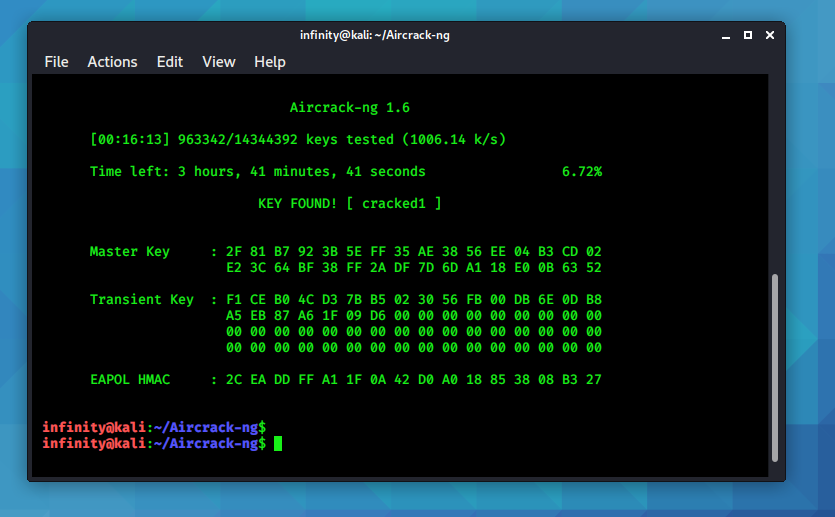 infinity@kali: ~/Aircrack-ng
File Actions Edit View Help
Aircrack-ng 1.6
[00:16:13] 963342/14344392 keys tested (1006.14 k/s)
Time left: 3 hours, 41 minutes, 41 seconds 6.72%
KEY FOUND! [ cracked1 ]
Master Key : 2F 81 B7 92 3B 5E FF 35 AE 38 56 EE 04 B3 CD 02
E2 3C 64 BF 38 FF 2A DF 7D 6D A1 18 E0 0B 63 52
Transient Key : F1 CE B0 4C D3 7B B5 02 30 56 FB 00 DB 6E 0D B8
A5 EB 87 A6 1F 09 D6 00 00 00 00 00 00 00 00 00
00 00 00 00 00 00 00 00 00 00 00 00 00 00 00 00
00 00 00 00 00 00 00 00 00 00 00 00 00 00 00 00
EAPOL HMAC : 2C EA DD FF A1 1F 0A 42 D0 A0 18 85 38 08 B3 27
infinity@kali:~/Aircrack-ng$
infinity@kali:~/Aircrack-ng$